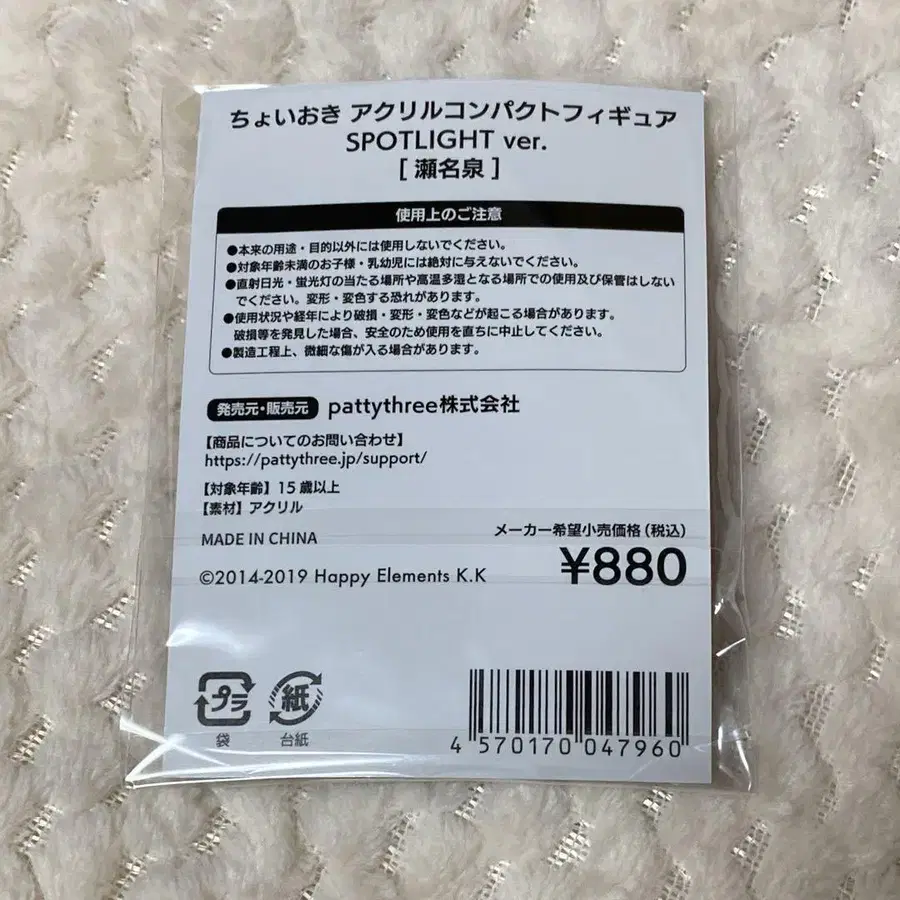 ちょいおき アクリルコンパクトフィギュア
SPOTLIGHT ver.
[ 瀬名泉 ]
使用上のご注意
●本来の用途・目的以外には使用しないでください。
●対象年齢未満のお子様・乳幼児には絶対に与えないでください。
●直射日光・蛍光灯の当たる場所や高温多湿となる場所での使用及び保管はしない
でください。変形・変色する恐れがあります。
●使用状況や経年により破損・変形・変色などが起こる場合があります。
破損等を発見した場合、安全のため使用を直ちに中止してください。
●製造工程上、微細な傷が入る場合があります。
発売元・販売元 pattythree株式会社
【商品についてのお問い合わせ】
https://pattythree.jp/support/
【対象年齢】15歳以上
【素材】アクリル
MADE IN CHINA
メーカー希望小売価格（税込）
¥880
©2014-2019 Happy Elements K.K
プラ 紙
袋 台紙
4 570170 047960